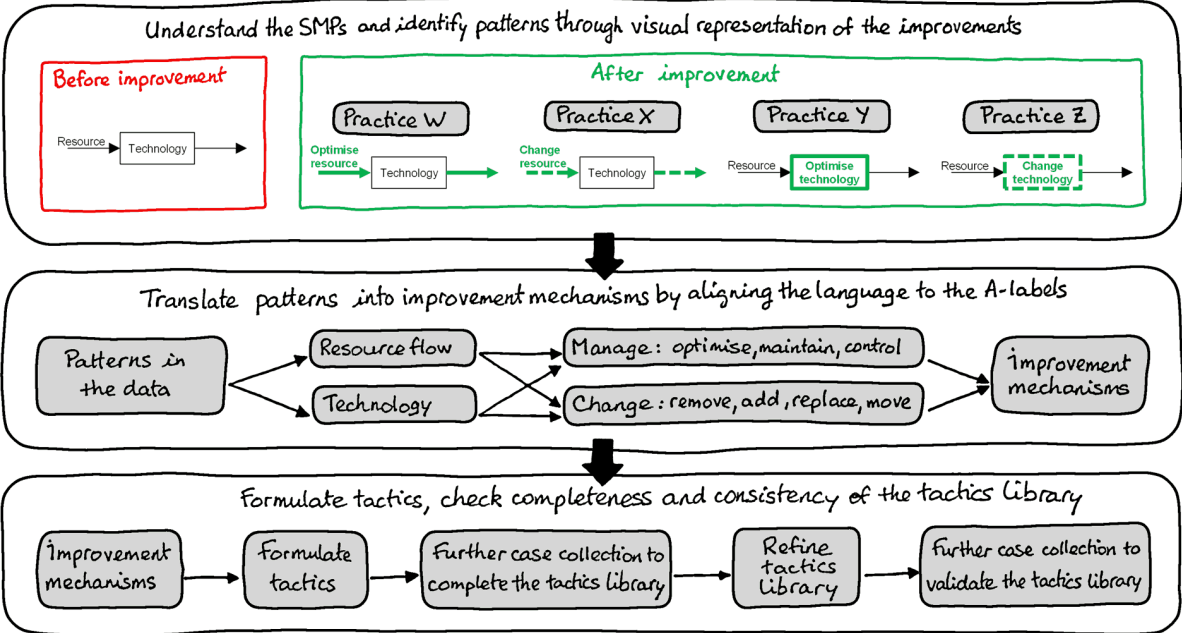 Understand the SMPs and identify patterns through visual representation of the improvements
Before improvement
Resource
Technology
After improvement
Practice W
Optimise
resource
Technology
Practice X
Change
resource
Technology
Practice Y
Resource
Optimise
technology
Practice Z
Resource
Change
technology
Translate patterns into improvement mechanisms by aligning the language to the A-labels
Patterns in
the data
Resource flow
Technology
Manage: optimise, maintain, control
Change: remove, add, replace, move
improvement
mechanisms
Formulate tactics, check completeness and consistency of the tactics library
improvement
mechanisms
Formulate
tactics
Further case collection to
complete the tactics library
Refine
tactics
library
Further case collection to
validate the tactics library